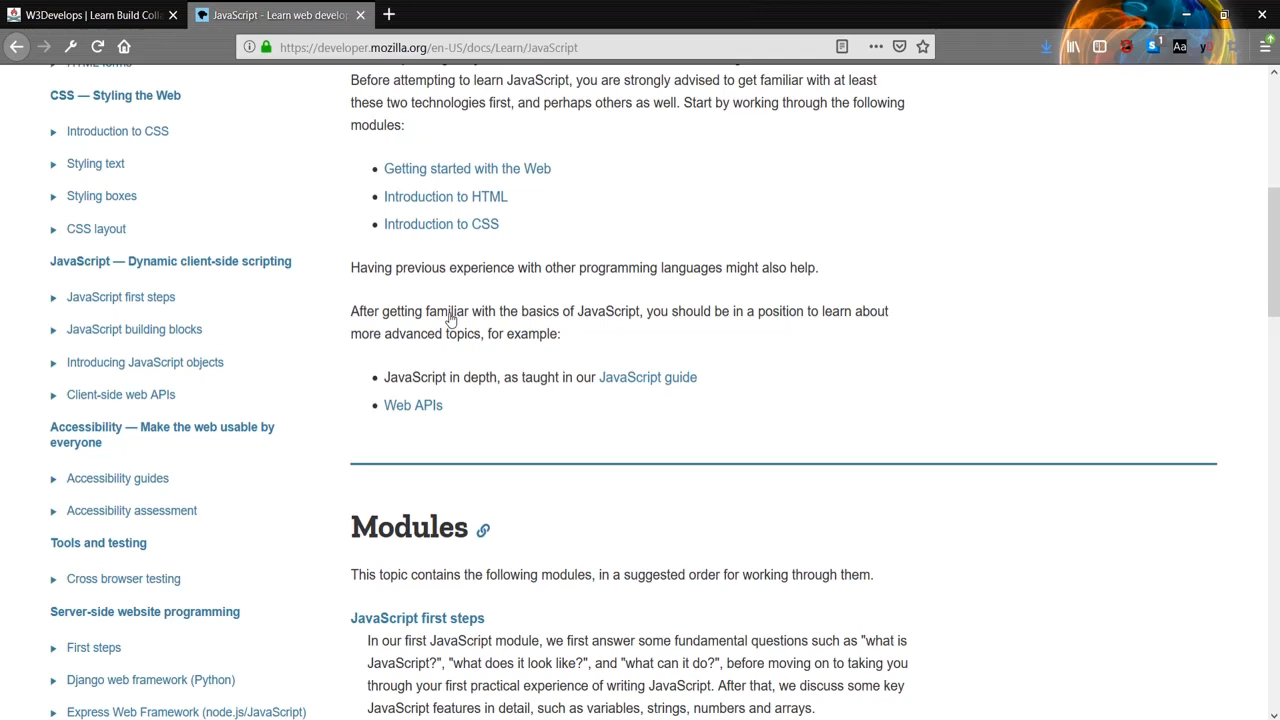 W3Develops | Learn Build Coll
JavaScript - Learn web develop
https://developer.mozilla.org/en-US/docs/Learn/JavaScript
HTML forms
CSS — Styling the Web
Introduction to CSS
Styling text
Styling boxes
CSS layout
JavaScript — Dynamic client-side scripting
JavaScript first steps
JavaScript building blocks
Introducing JavaScript objects
Client-side web APIs
Accessibility — Make the web usable by
everyone
Accessibility guides
Accessibility assessment
Tools and testing
Cross browser testing
Server-side website programming
First steps
Django web framework (Python)
Express Web Framework (node.js/JavaScript)
Before attempting to learn JavaScript, you are strongly advised to get familiar with at least
these two technologies first, and perhaps others as well. Start by working through the following
modules:
Getting started with the Web
Introduction to HTML
Introduction to CSS
Having previous experience with other programming languages might also help.
After getting familiar with the basics of JavaScript, you should be in a position to learn about
more advanced topics, for example:
JavaScript in depth, as taught in our JavaScript guide
Web APIs
Modules
This topic contains the following modules, in a suggested order for working through them.
JavaScript first steps
In our first JavaScript module, we first answer some fundamental questions such as "what is
JavaScript?", "what does it look like?", and "what can it do?", before moving on to taking you
through your first practical experience of writing JavaScript. After that, we discuss some key
JavaScript features in detail, such as variables, strings, numbers and arrays.